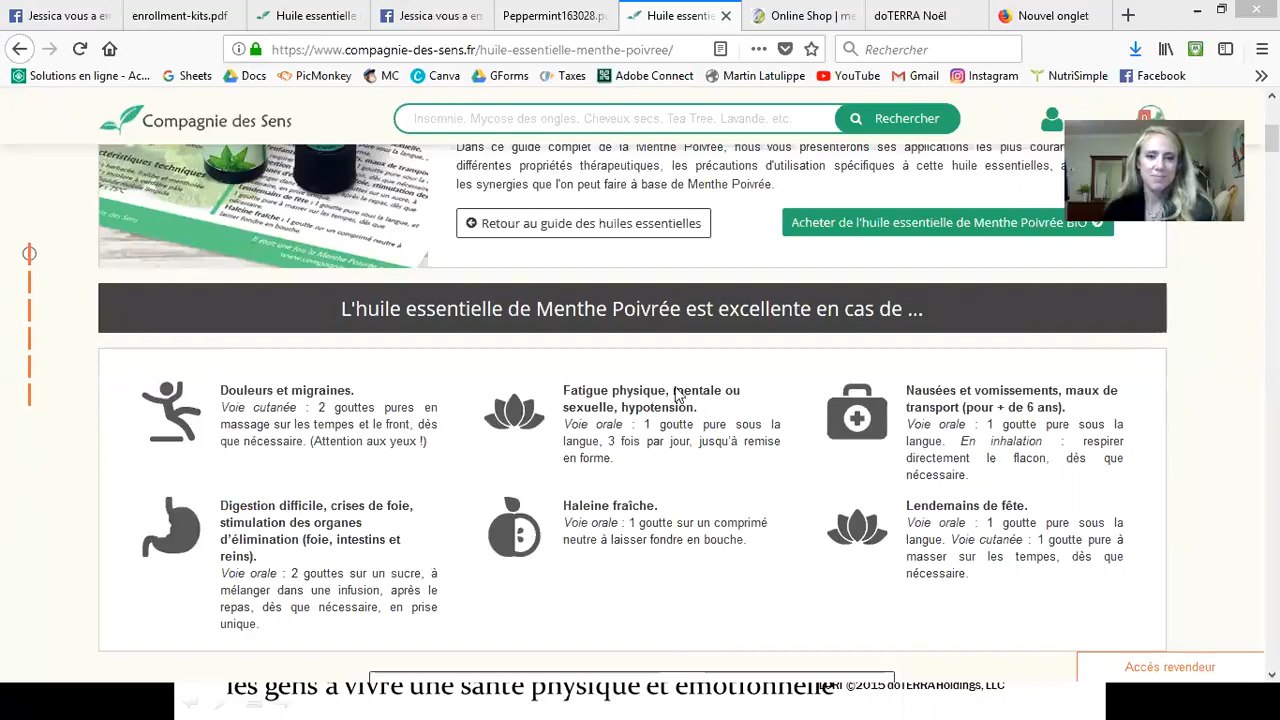 Jessica vous a en
enrollment-kits.pdf
Huile essentielle
Jessica vous a en
Peppermint163028.pd
Huile essentie
Online Shop | me
doTERRA Noël
Nouvel onglet
https://www.compagnie-des-sens.fr/huile-essentielle-menthe-poivree/
Rechercher
Solutions en ligne - Ac... Sheets Docs PicMonkey MC Canva GForms Taxes Adobe Connect Martin Latulippe YouTube Gmail Instagram NutriSimple Facebook
Compagnie des Sens
Insomnie, Mycose des ongles, Cheveux secs, Tea Tree, Lavande, etc.
Rechercher
0
Dans ce guide complet de la Menthe Poivrée, nous vous présenterons ses applications les plus couran
différentes propriétés thérapeutiques, les précautions d'utilisation spécifiques à cette huile essentielle, a
les synergies que l'on peut faire à base de Menthe Poivrée.
Retour au guide des huiles essentielles
Acheter de l'huile essentielle de Menthe Poivrée BIO
L'huile essentielle de Menthe Poivrée est excellente en cas de ...
Douleurs et migraines.
Voie cutanée : 2 gouttes pures en
massage sur les tempes et le front, dès
que nécessaire. (Attention aux yeux !)
Fatigue physique, mentale ou
sexuelle, hypotension.
Voie orale : 1 goutte pure sous la
langue, 3 fois par jour, jusqu'à remise
en forme.
Nausées et vomissements, maux de
transport (pour + de 6 ans).
Voie orale : 1 goutte pure sous la
langue. En inhalation : respirer
directement le flacon, dès que
nécessaire.
Digestion difficile, crises de foie,
stimulation des organes
d'élimination (foie, intestins et
reins).
Voie orale : 2 gouttes sur un sucre, à
mélanger dans une infusion, après le
repas, dès que nécessaire, en prise
unique.
Haleine fraîche.
Voie orale : 1 goutte sur un comprimé
neutre à laisser fondre en bouche.
Lendemains de fête.
Voie orale : 1 goutte pure sous la
langue. Voie cutanée : 1 goutte pure à
masser sur les tempes, dès que
nécessaire.
Accès revendeur
les gens à vivre une santé physique et émotionnelle
©2015 doTERRA Holdings, LLC